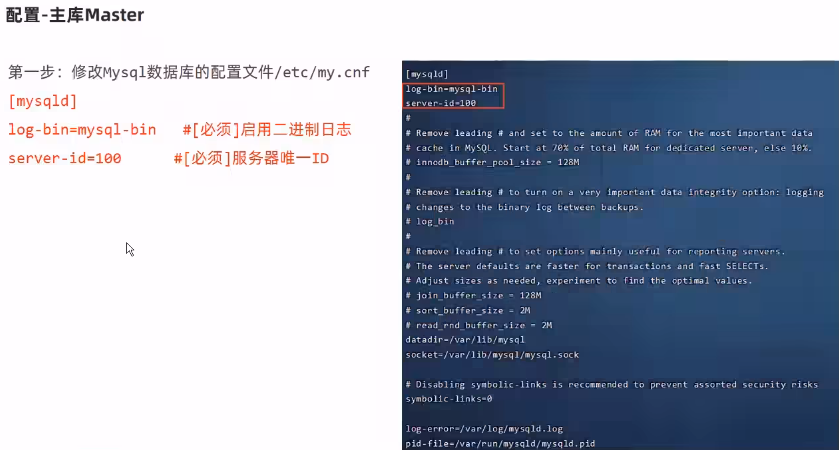 配置-主库Master
第一步：修改Mysql数据库的配置文件/etc/my.cnf
[mysqld]
log-bin=mysql-bin #[必须]启用二进制日志
server-id=100 #[必须]服务器唯一ID
[mysqld]
log-bin=mysql-bin
server-id=100
#
# Remove leading # and set to the amount of RAM for the most important data
# cache in MySQL. Start at 70% of total RAM for dedicated server, else 10%.
# innodb_buffer_pool_size = 128M
#
# Remove leading # to turn on a very important data integrity option: logging
# changes to the binary log between backups.
# log_bin
#
# Remove leading # to set options mainly useful for reporting servers.
# The server defaults are faster for transactions and fast SELECTs.
# Adjust sizes as needed, experiment to find the optimal values.
# join_buffer_size = 128M
# sort_buffer_size = 2M
# read_rnd_buffer_size = 2M
datadir=/var/lib/mysql
socket=/var/lib/mysql/mysql.sock
# Disabling symbolic-links is recommended to prevent assorted security risks
symbolic-links=0
log-error=/var/log/mysqld.log
pid-file=/var/run/mysqld/mysqld.pid